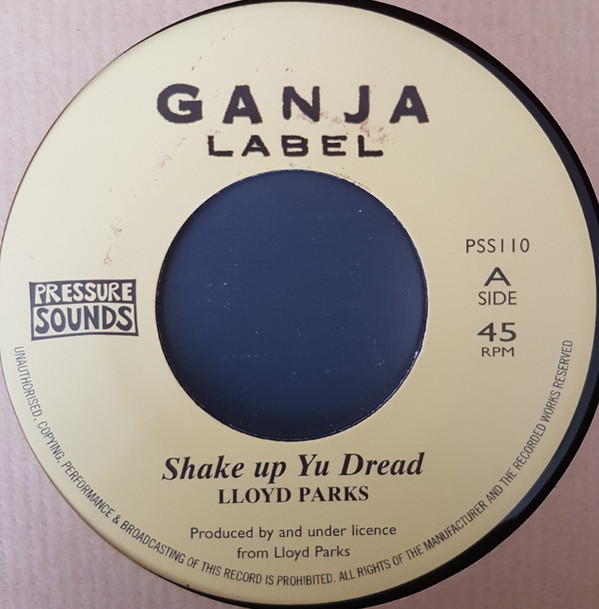 GANJA
LABEL
PSS110
A
SIDE
45
RPM
PRESSURE
SOUNDS
Shake up Yu Dread
LLOYD PARKS
Produced by and under licence
from Lloyd Parks
UNAUTHORISED, COPYING, PERFORMANCE & BROADCASTING OF THIS RECORD IS PROHIBITED. ALL RIGHTS OF THE MANUFACTURER AND THE RECORDED WORKS RESERVED